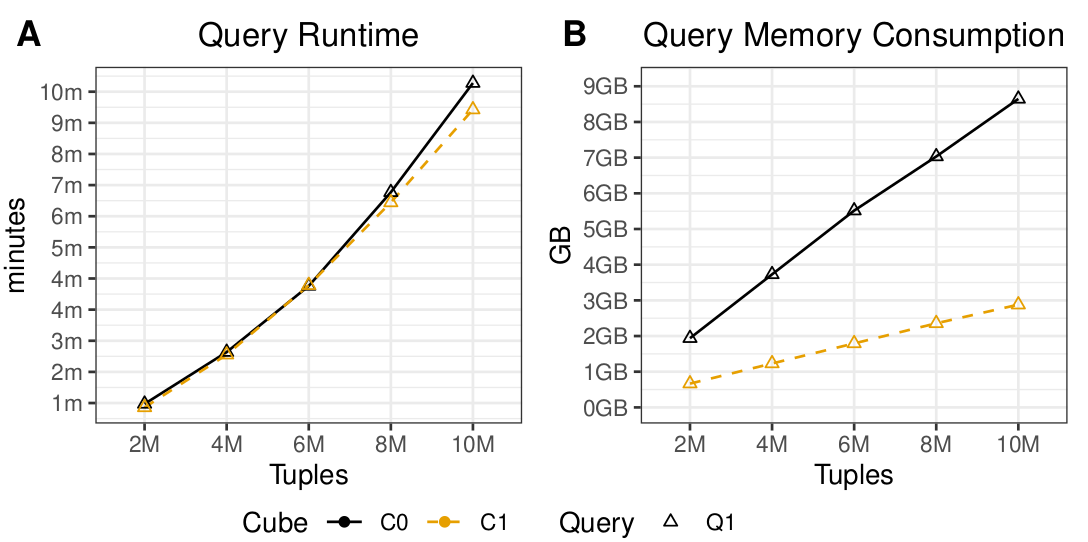 A Query Runtime
10m
9m
8m
7m
6m
5m
4m
4m
3m
2m
1m
minutes
2M 4M 6M 8M 10M
Tuples
B Query Memory Consumption
9GB
8GB
7GB
6GB
5GB
4GB
3GB
2GB
1GB
0GB
GB
2M 4M 6M 8M 10M
Tuples
Cube C0 C1 Query Q1